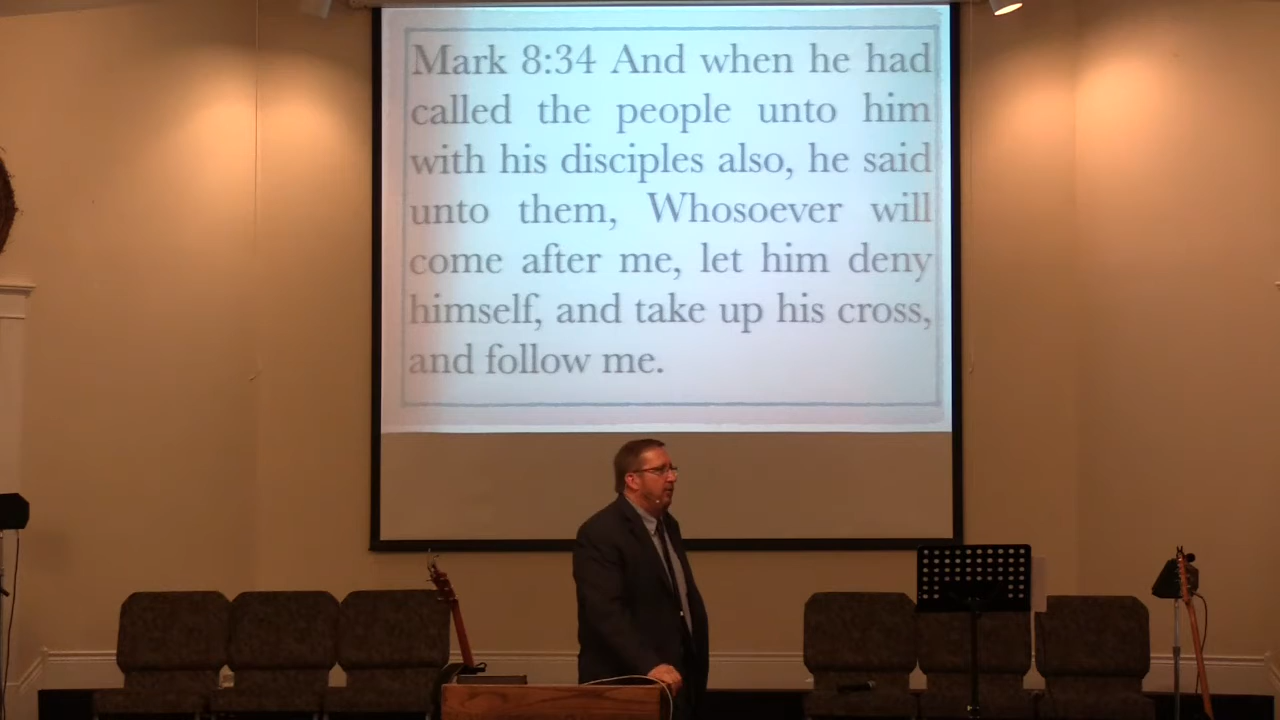 Mark 8:34 And when he had
called the people unto him
with his disciples also, he said
unto them, Whosoever will
come after me, let him deny
himself, and take up his cross,
and follow me.